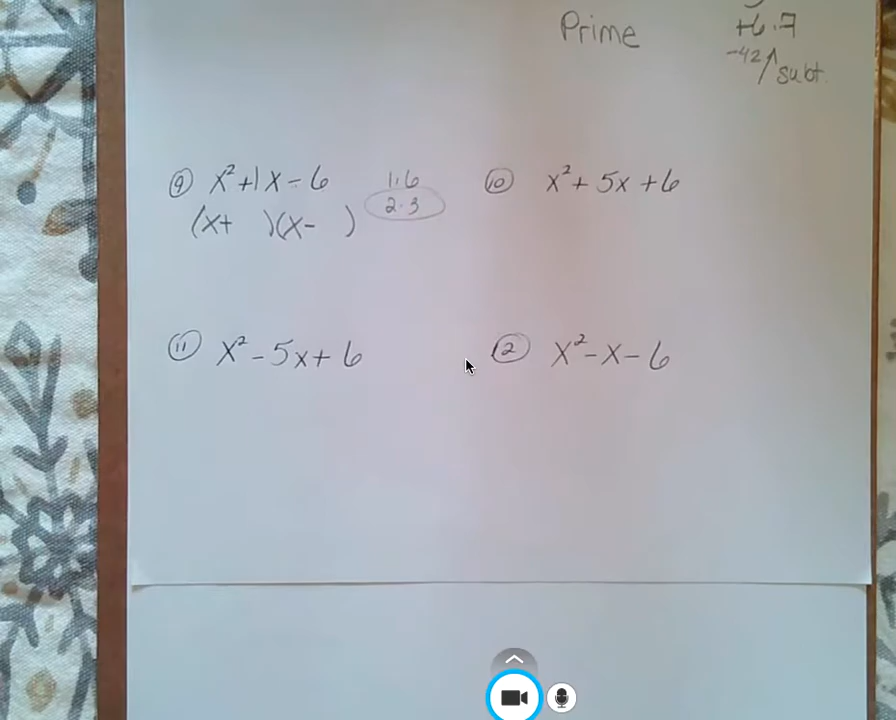 Prime
+6.7
-42 subt.
9 x²+1x-6 1.6
(x+ )(x- ) 2.3
10 x²+5x+6
11 x²-5x+6
12 x²-x-6